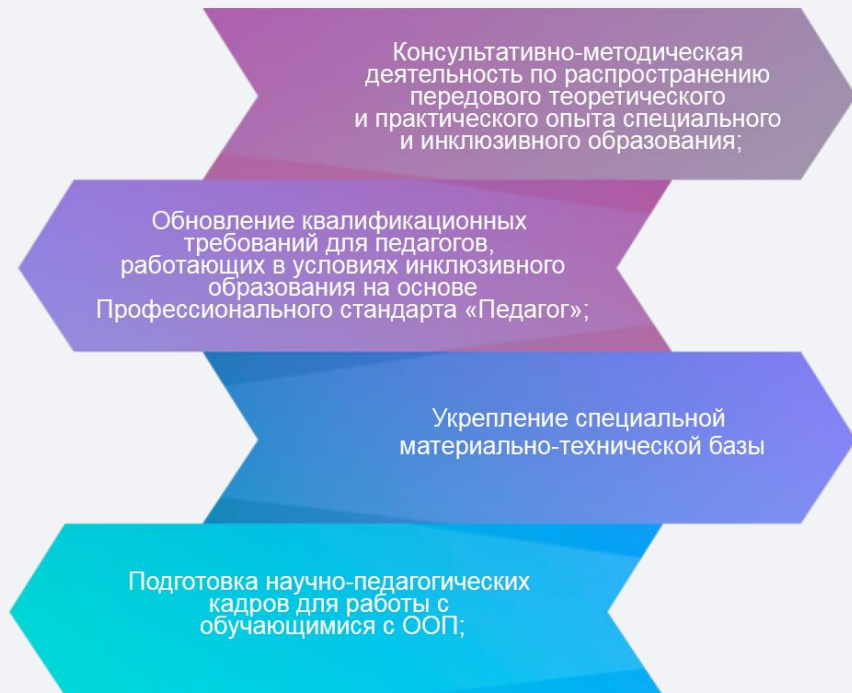 Консультативно-методическая
деятельность по распространению
передового теоретического
и практического опыта специального
и инклюзивного образования;
Обновление квалификационных
требований для педагогов,
работающих в условиях инклюзивного
образования на основе
Профессионального стандарта «Педагог»;
Укрепление специальной
материально-технической базы
Подготовка научно-педагогических
кадров для работы с
обучающимися с ООП;